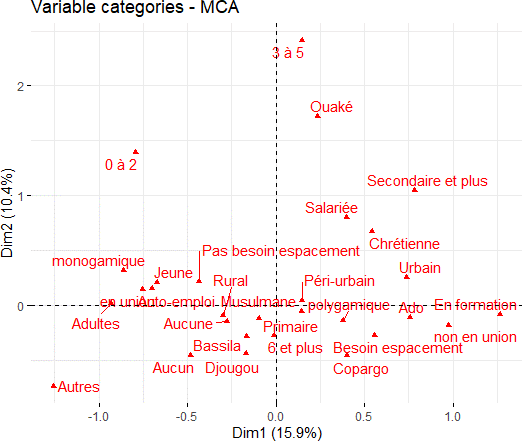 Variable categories - MCA
3 à 5
2
Ouaké
0 à 2
Secondaire et plus
1
Salariée
Chrétienne
Pas besoin espacement
monogamique
Jeune
Urbain
Rural
Péri-urbain
en union
Auto-emploi
Musulmane
polygamique
Ado
En formation
0
Adultes
Aucune
Primaire
non en union
Bassila
6 et plus
Besoin espacement
Aucun
Djougou
Copargo
Autres
-1.0
-0.5
0.0
0.5
1.0
Dim1 (15.9%)
Dim2 (10.4%)